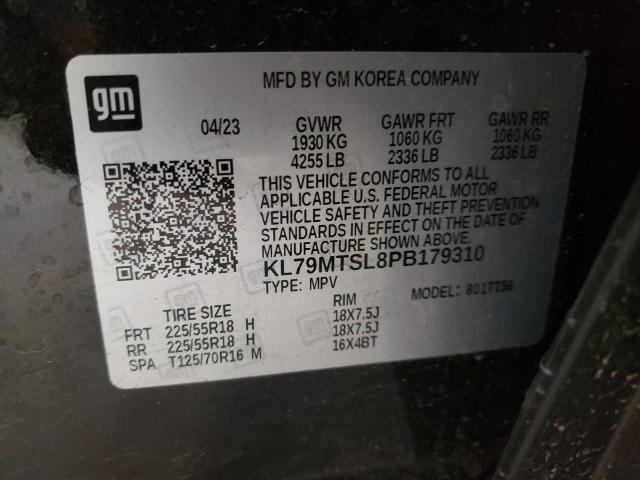 gm
MFD BY GM KOREA COMPANY
04/23 GVWR GAWR FRT GAWR RR
1930 KG 1060 KG 1060 KG
4255 LB 2336 LB 2336 LB
THIS VEHICLE CONFORMS TO ALL
APPLICABLE U.S. FEDERAL MOTOR
VEHICLE SAFETY AND THEFT PREVENTION
STANDARDS IN EFFECT ON THE DATE OF
MANUFACTURE SHOWN ABOVE.
KL79MTSL8PB179310
TYPE: MPV MODEL: 801TT56
TIRE SIZE RIM
FRT 225/55R18 H 18X7.5J
RR 225/55R18 H 18X7.5J
SPA T125/70R16 M 16X4BT